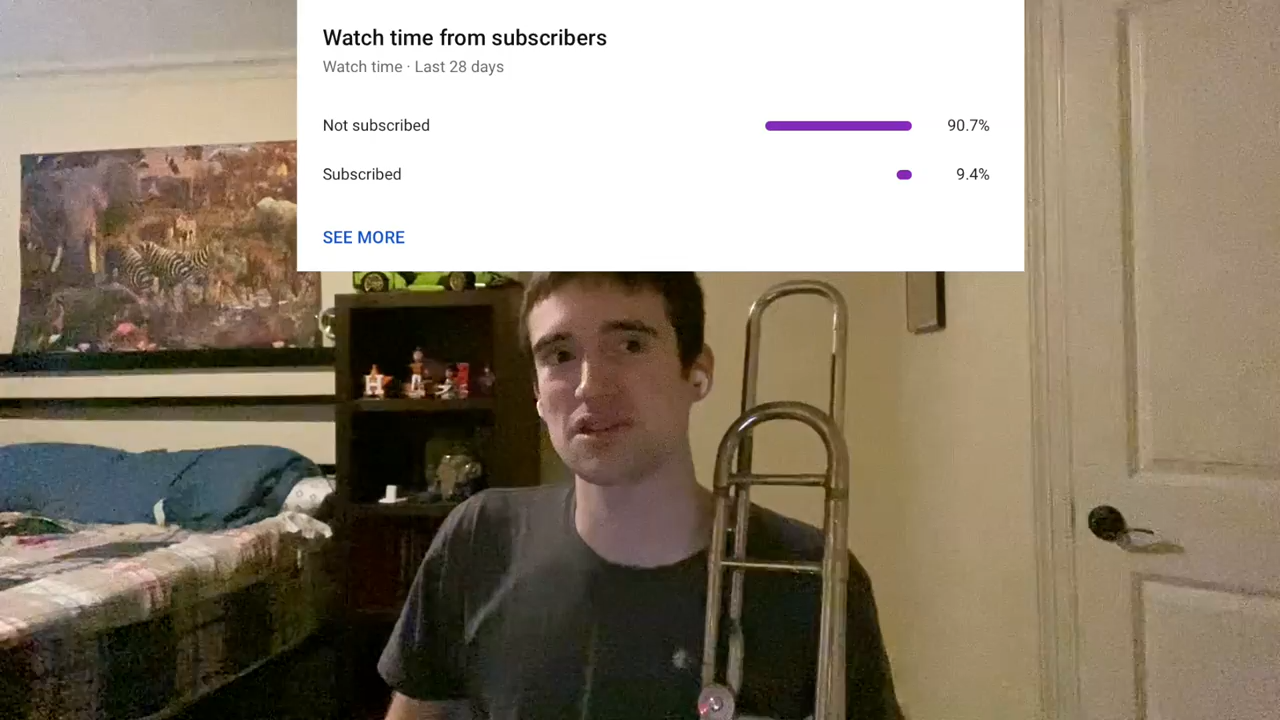 Watch time from subscribers
Watch time · Last 28 days
Not subscribed 90.7%
Subscribed 9.4%
SEE MORE